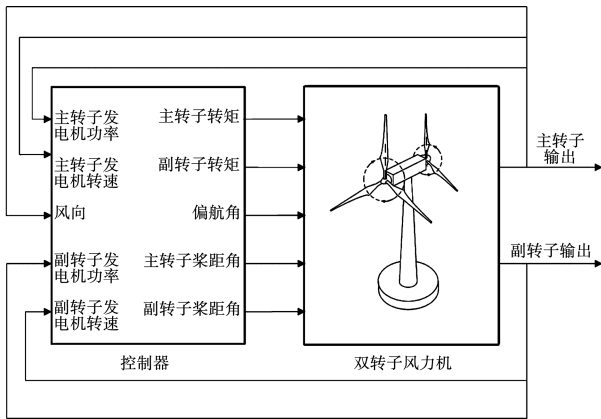 主转子发
电机功率
主转子发
电机转速
风向
副转子发
电机功率
副转子发
电机转速
主转子转矩
副转子转矩
偏航角
主转子桨距角
副转子桨距角
控制器
双转子风力机
主转子
输出
副转子输出